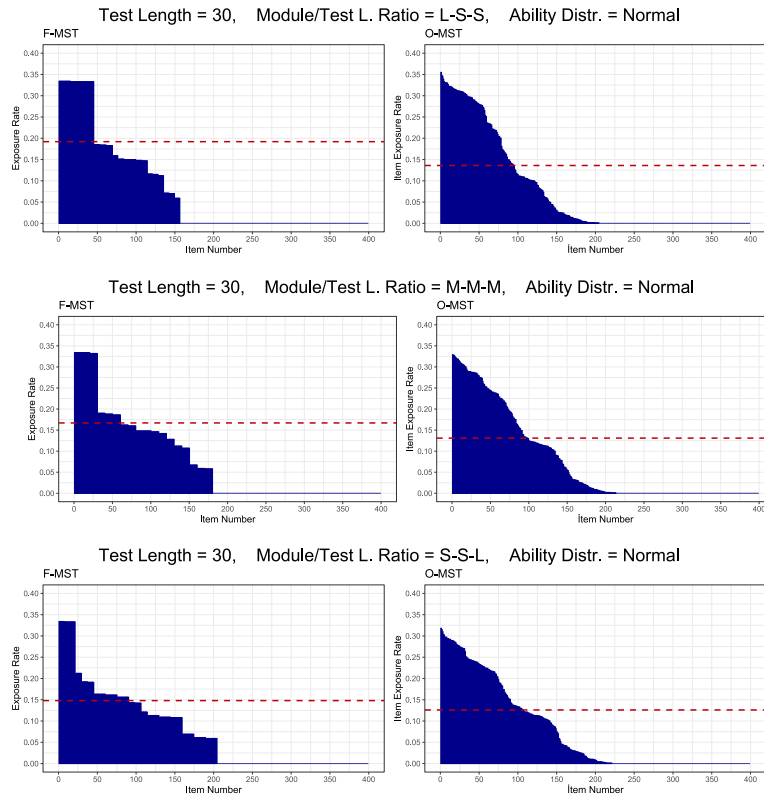 Test Length = 30, Module/Test L. Ratio = L-S-S, Ability Distr. = Normal
F-MST
O-MST
Exposure Rate
0.40
0.35
0.30
0.25
0.20
0.15
0.10
0.05
0.00
0 50 100 150 200 250 300 350 400
Item Number
Item Exposure Rate
0.40
0.35
0.30
0.25
0.20
0.15
0.10
0.05
0.00
0 50 100 150 200 250 300 350 400
İtem Number
Test Length = 30, Module/Test L. Ratio = M-M-M, Ability Distr. = Normal
F-MST
O-MST
Exposure Rate
0.40
0.35
0.30
0.25
0.20
0.15
0.10
0.05
0.00
0 50 100 150 200 250 300 350 400
Item Number
Item Exposure Rate
0.40
0.35
0.30
0.25
0.20
0.15
0.10
0.05
0.00
0 50 100 150 200 250 300 350 400
İtem Number
Test Length = 30, Module/Test L. Ratio = S-S-L, Ability Distr. = Normal
F-MST
O-MST
Exposure Rate
0.40
0.35
0.30
0.25
0.20
0.15
0.10
0.05
0.00
0 50 100 150 200 250 300 350 400
Item Number
Item Exposure Rate
0.40
0.35
0.30
0.25
0.20
0.15
0.10
0.05
0.00
0 50 100 150 200 250 300 350 400
İtem Number